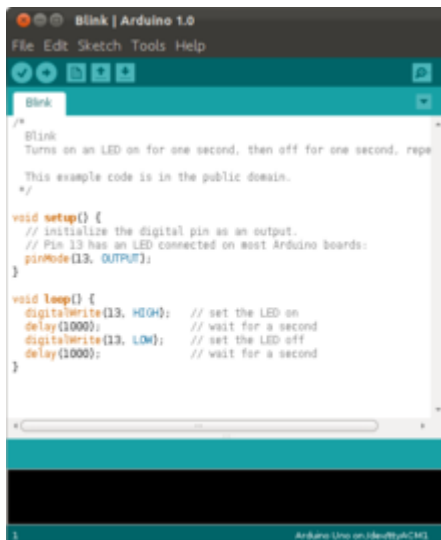 Blink | Arduino 1.0
File Edit Sketch Tools Help
Blink
/*
  Blink
  Turns on an LED on for one second, then off for one second, repe

  This example code is in the public domain.
 */

void setup() {
  // initialize the digital pin as an output.
  // Pin 13 has an LED connected on most Arduino boards:
  pinMode(13, OUTPUT);
}

void loop() {
  digitalWrite(13, HIGH);   // set the LED on
  delay(1000);              // wait for a second
  digitalWrite(13, LOW);    // set the LED off
  delay(1000);              // wait for a second
}
1
Arduino Uno on /dev/ttyACM1